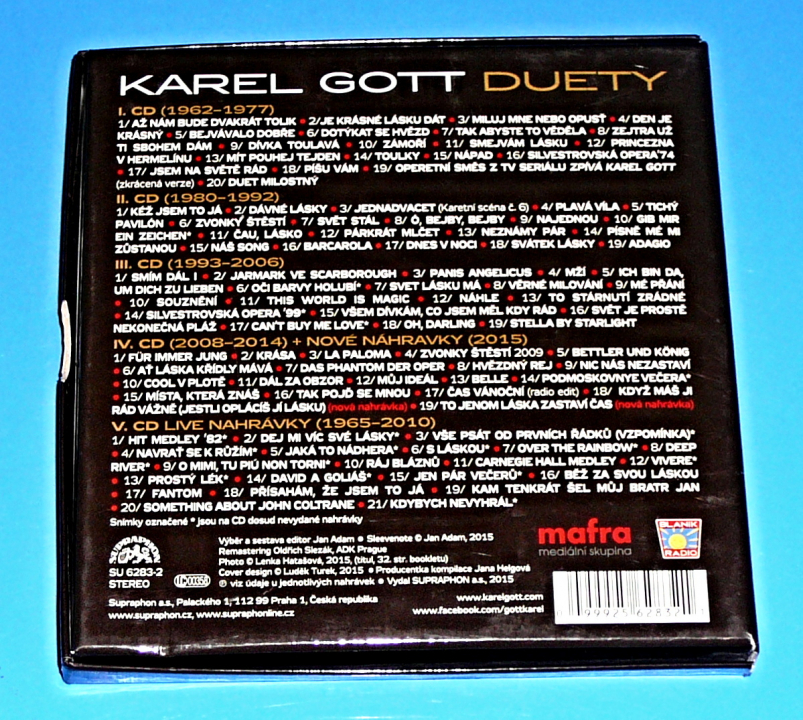 KAREL GOTT DUETY
I. CD (1962-1977)
1/ AŽ NÁM BUDE DVAKRÁT TOLIK • 2/JE KRÁSNÉ LÁSKU DÁT • 3/ MILUJ MNE NEBO OPUSŤ • 4/ DEN JE
KRÁSNÝ • 5/ BEJVÁVALO DOBŘE • 6/ DOTÝKAT SE HVĚZD • 7/ TAK ABYSTE TO VĚDĚLA • 8/ ZEJTRA UŽ
TI SBOHEM DÁM • 9/ DÍVKA TOULAVÁ • 10/ ZÁMOŘÍ • 11/ SMEJVÁM LÁSKU • 12/ PRINCEZNA
V HERMELÍNU • 13/ MÍT POUHEJ TEJDEN • 14/ TOULKY • 15/ NÁPAD • 16/ SILVESTROVSKÁ OPERA'74
• 17/ JSEM NA SVĚTĚ RÁD • 18/ PÍŠU VÁM • 19/ OPERETNÍ SMĚS Z TV SERIÁLU ZPÍVÁ KAREL GOTT
(zkrácená verze) • 20/ DUET MILOSTNÝ
II. CD (1980-1992)
1/ KÉŽ JSEM TO JÁ • 2/ DÁVNÉ LÁSKY • 3/ JEDNADVACET (Karetní scéna č. 6) • 4/ PLAVÁ VÍLA • 5/ TICHÝ
PAVILÓN • 6/ ZVONKÝ ŠTĚSTÍ • 7/ SVĚT STÁL • 8/ Ó, BEJBY, BEJBY • 9/ NAJEDNOU • 10/ GIB MIR
EIN ZEICHEN* • 11/ ČAU, LÁSKO • 12/ PÁRKRÁT MLČET • 13/ NEZNÁMÝ PÁR • 14/ PÍSNĚ MÉ MI
ZŮSTANOU • 15/ NÁŠ SONG • 16/ BARCAROLA • 17/ DNES V NOCI • 18/ SVÁTEK LÁSKY • 19/ ADAGIO
III. CD (1993-2006)
1/ SMÍM DÁL I • 2/ JARMARK VE SCARBOROUGH • 3/ PANIS ANGELICUS • 4/ MŽÍ • 5/ ICH BIN DA,
UM DICH ZU LIEBEN • 6/ OČI BARVY HOLUBÍ* • 7/ SVET LÁSKU MÁ • 8/ VĚRNÉ MILOVÁNÍ • 9/ MÉ PŘÁNÍ
• 10/ SOUZNĚNÍ • 11/ THIS WORLD IS MAGIC • 12/ NÁHLE • 13/ TO STÁRNUTÍ ZRÁDNÉ
• 14/ SILVESTROVSKÁ OPERA '99* • 15/ VŠEM DÍVKÁM, CO JSEM MĚL KDY RÁD • 16/ SVĚT JE PROSTĚ
NEKONEČNÁ PLÁŽ • 17/ CAN'T BUY ME LOVE* • 18/ OH, DARLING • 19/ STELLA BY STARLIGHT
IV. CD (2008-2014) + NOVÉ NÁHRAVKY (2015)
1/ FÜR IMMER JUNG • 2/ KRÁSA • 3/ LA PALOMA • 4/ ZVONKY ŠTĚSTÍ 2009 • 5/ BETTLER UND KÖNIG
• 6/ AŤ LÁSKA KŘÍDLY MÁVÁ • 7/ DAS PHANTOM DER OPER • 8/ HVĚZDNÝ REJ • 9/ NIC NÁS NEZASTAVÍ
• 10/ COOL V PLOTĚ • 11/ DÁL ZA OBZOR • 12/ MŮJ IDEÁL • 13/ BELLE • 14/ PODMOSKOVNYE VEČERA*
• 15/ MÍSTA, KTERÁ ZNÁŠ • 16/ TAK POJĎ SE MNOU • 17/ ČAS VÁNOČNÍ (radio edit) • 18/ KDYŽ MÁŠ JI
RÁD VÁŽNĚ (JESTLI OPLÁCÍŠ JÍ LÁSKU) (nová nahrávka) • 19/ TO JENOM LÁSKA ZASTAVÍ ČAS (nová nahrávka)
V. CD LIVE NAHRÁVKY (1965-2010)
1/ HIT MEDLEY '82* • 2/ DEJ MI VÍC SVÉ LÁSKY* • 3/ VŠE PSÁT OD PRVNÍCH ŘÁDKŮ (VZPOMÍNKA)*
• 4/ NAVRAŤ SE K RŮŽÍM* • 5/ JAKÁ TO NÁDHERA* • 6/ S LÁSKOU* • 7/ OVER THE RAINBOW* • 8/ DEEP
RIVER* • 9/ O MIMI, TU PIÚ NON TORNI* • 10/ RÁJ BLÁZNŮ • 11/ CARNEGIE HALL MEDLEY • 12/ VIVERE*
• 13/ PROSTÝ LÉK* • 14/ DAVID A GOLIÁŠ* • 15/ JEN PÁR VEČERŮ* • 16/ BĚŽ ZA SVOU LÁSKOU
• 17/ FANTOM • 18/ PŘÍSAHÁM, ŽE JSEM TO JÁ • 19/ KAM TENKRÁT ŠEL MŮJ BRATR JAN
• 20/ SOMETHING ABOUT JOHN COLTRANE • 21/ KDYBYCH NEVYHRÁL*
Snímky označené * jsou na CD dosud nevydané nahrávky
SUPRAPHON
SU 6283-2
STEREO
Výběr a sestava editor Jan Adam • Sleevenote © Jan Adam, 2015
Remastering Oldřich Slezák, ADK Prague
Photo © Lenka Hatašová, 2015, (titul, 32. str. bookletu)
Cover design © Luděk Turek, 2015 • Producentka kompilace Jana Helgová
℗ viz údaje u jednotlivých nahrávek • Vydal SUPRAPHON a.s., 2015
mafra
mediální skupina
BLANÍK
RADIO
Supraphon a.s., Palackého 1, 112 99 Praha 1, Česká republika
www.supraphon.cz, www.supraphonline.cz
www.karelgott.com
www.facebook.com/gottkarel